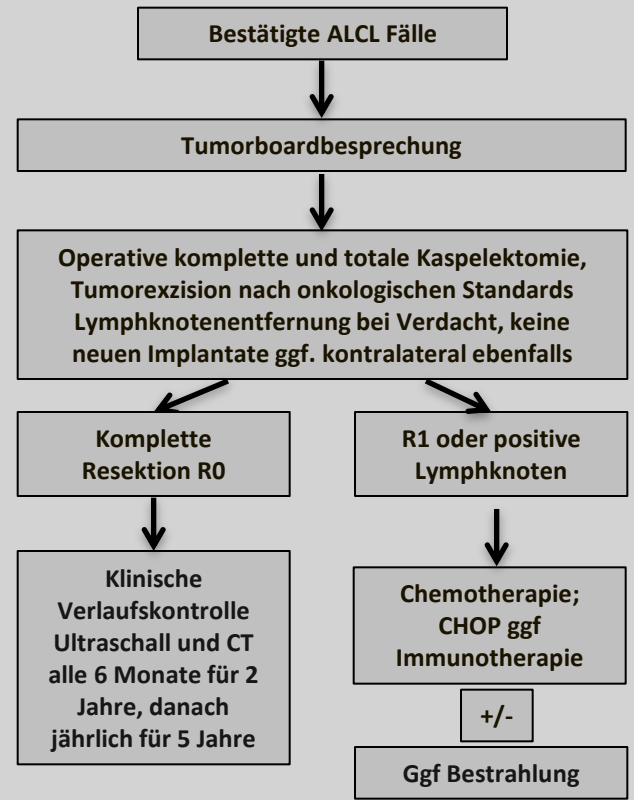 Bestätigte ALCL Fälle
Tumorboardbesprechung
Operative komplette und totale Kaspelektomie,
Tumorexzision nach onkologischen Standards
Lymphknotenentfernung bei Verdacht, keine
neuen Implantate ggf. kontralateral ebenfalls
Komplette
Resektion R0
R1 oder positive
Lymphknoten
Klinische
Verlaufskontrolle
Ultraschall und CT
alle 6 Monate für 2
Jahre, danach
jährlich für 5 Jahre
Chemotherapie;
CHOP ggf
Immunotherapie
+/-
Ggf Bestrahlung